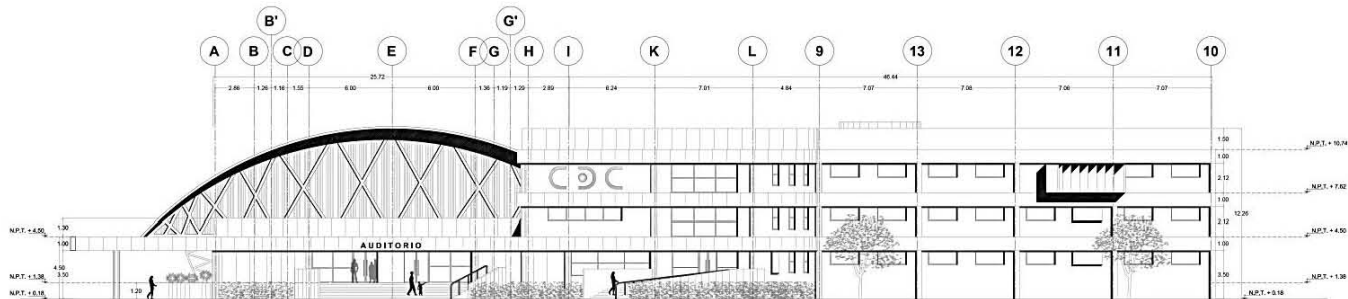 B' G'
A B C D E F G H I K L 9 13 12 11 10
25.72 46.44
2.86 1.26 1.16 1.55 6.00 6.00 1.36 1.19 1.29 2.89 6.24 7.01 4.84 7.07 7.08 7.06 7.07
1.50
N.P.T. + 10.74
1.00
CDC
2.12
N.P.T. + 7.62
1.00
12.26
1.30
2.12
N.P.T. + 4.50
N.P.T. + 4.50
1.00
AUDITORIO
1.00
4.50
3.50
3.50
N.P.T. + 1.38
N.P.T. + 1.38
1.20
N.P.T. + 0.18
N.P.T. + 0.18